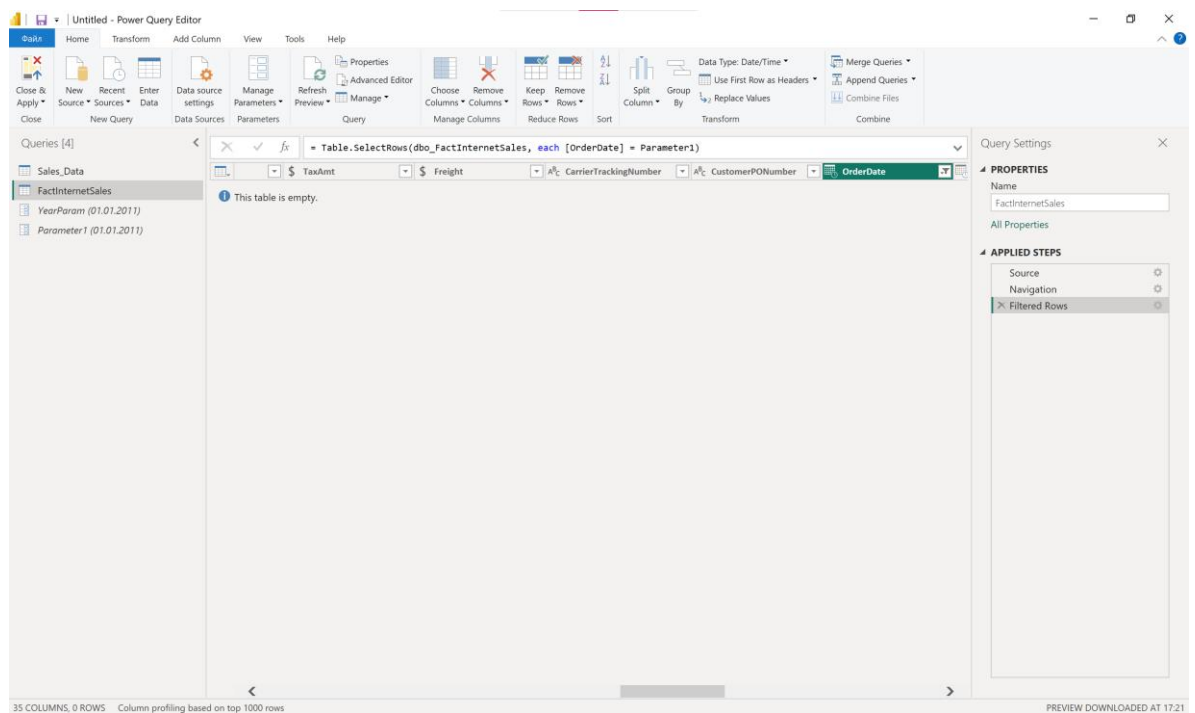 Untitled - Power Query Editor
Файл Home Transform Add Column View Tools Help
Close & Apply
New Source
Recent Sources
Enter Data
Data source settings
Manage Parameters
Refresh Preview
Properties
Advanced Editor
Manage
Choose Columns
Remove Columns
Keep Rows
Remove Rows
Split Column
Group By
Data Type: Date/Time
Use First Row as Headers
Replace Values
Merge Queries
Append Queries
Combine Files
Close New Query Data Sources Parameters Query Manage Columns Reduce Rows Sort Transform Combine
Queries [4]
Sales_Data
FactInternetSales
YearParam (01.01.2011)
Parameter1 (01.01.2011)
fx = Table.SelectRows(dbo_FactInternetSales, each [OrderDate] = Parameter1)
$ TaxAmt $ Freight ABC CarrierTrackingNumber ABC CustomerPONumber OrderDate
This table is empty.
Query Settings
PROPERTIES
Name
FactInternetSales
All Properties
APPLIED STEPS
Source
Navigation
Filtered Rows
35 COLUMNS, 0 ROWS Column profiling based on top 1000 rows
PREVIEW DOWNLOADED AT 17:21